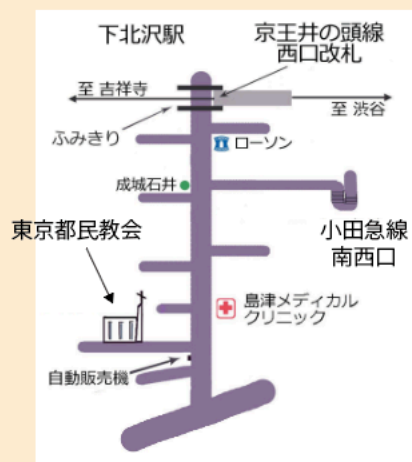 下北沢駅
京王井の頭線
西口改札
至 吉祥寺
至 渋谷
ふみきり
ローソン
成城石井
東京都民教会
小田急線
南西口
島津メディカル
クリニック
自動販売機